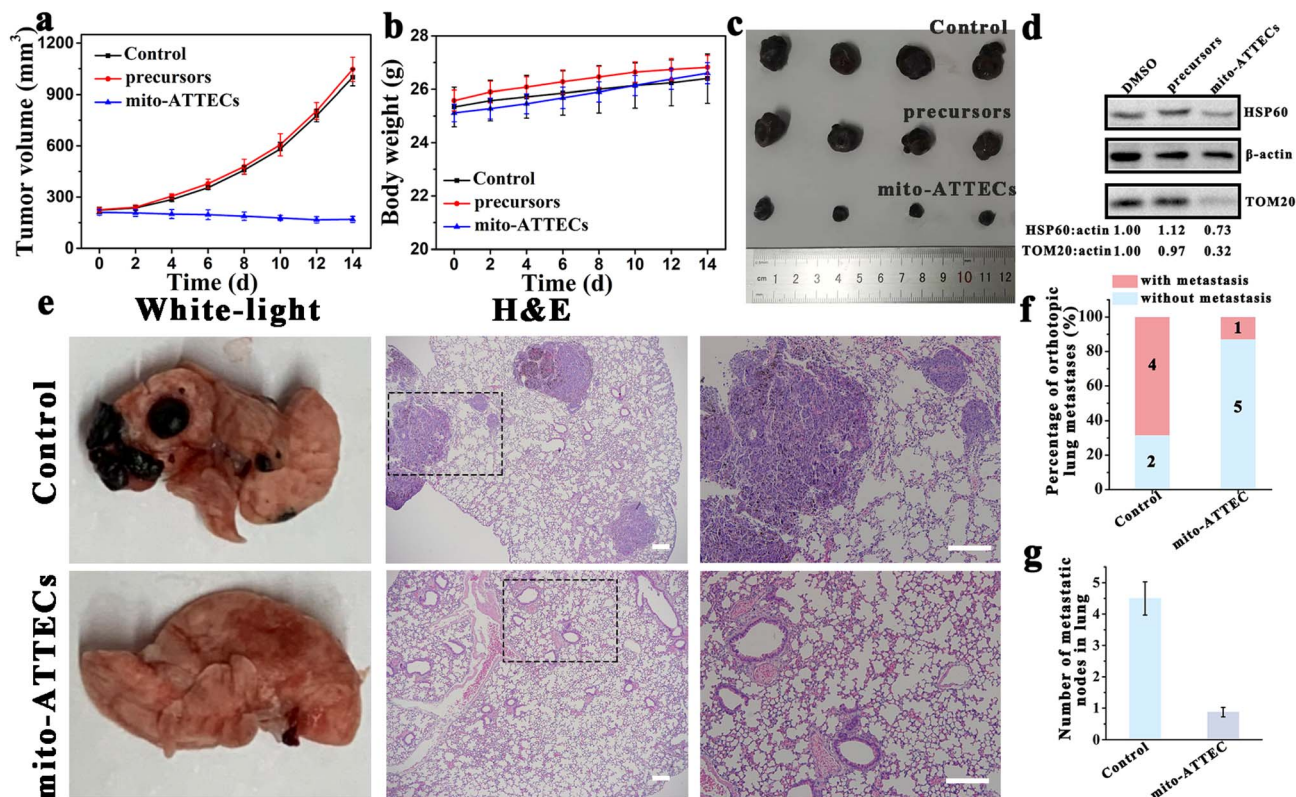 a
Tumor volume (mm³)
1200
900
600
300
0
Control
precursors
mito-ATTECs
0 2 4 6 8 10 12 14
Time (d)
b
Body weight (g)
28
26
24
22
20
Control
precursors
mito-ATTECs
0 2 4 6 8 10 12 14
Time (d)
c
Control
precursors
mito-ATTECs
cm 1 2 3 4 5 6 7 8 9 10 11 12
d
DMSO precursors mito-ATTECs
HSP60
β-actin
TOM20
HSP60:actin 1.00 1.12 0.73
TOM20:actin 1.00 0.97 0.32
e
White-light H&E
Control
mito-ATTECs
f
with metastasis
without metastasis
Percentage of orthotopic
lung metastases (%)
100
80
60
40
20
0
4
2
1
5
Control mito-ATTEC
g
Number of metastatic
nodes in lung
5
4
3
2
1
0
Control mito-ATTEC